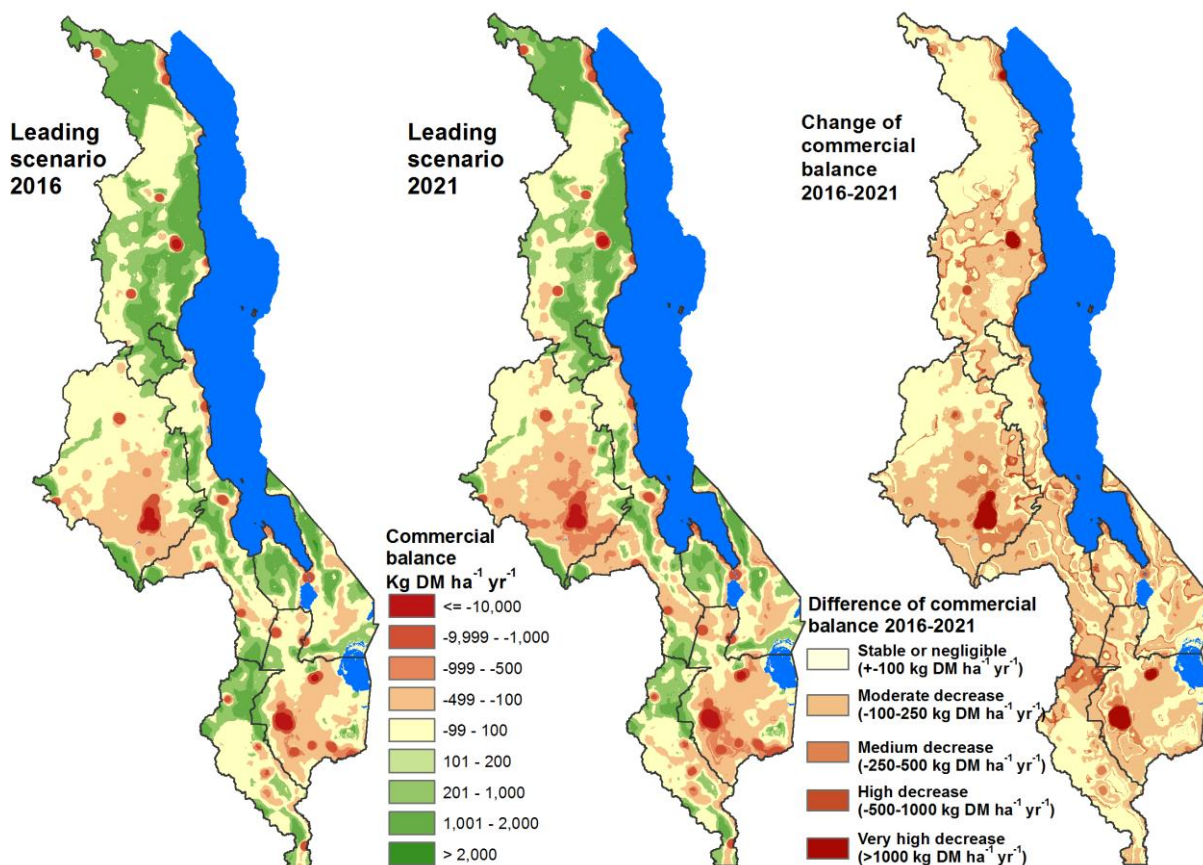 Leading
scenario
2016
Leading
scenario
2021
Change of
commercial
balance
2016-2021
Commercial
balance
Kg DM ha⁻¹ yr⁻¹
<= -10,000
-9,999 - -1,000
-999 - -500
-499 - -100
-99 - 100
101 - 200
201 - 1,000
1,001 - 2,000
> 2,000
Difference of commercial
balance 2016-2021
Stable or negligible
(+-100 kg DM ha⁻¹ yr⁻¹)
Moderate decrease
(-100-250 kg DM ha⁻¹ yr⁻¹)
Medium decrease
(-250-500 kg DM ha⁻¹ yr⁻¹)
High decrease
(-500-1000 kg DM ha⁻¹ yr⁻¹)
Very high decrease
(>1000 kg DM ha⁻¹ yr⁻¹)